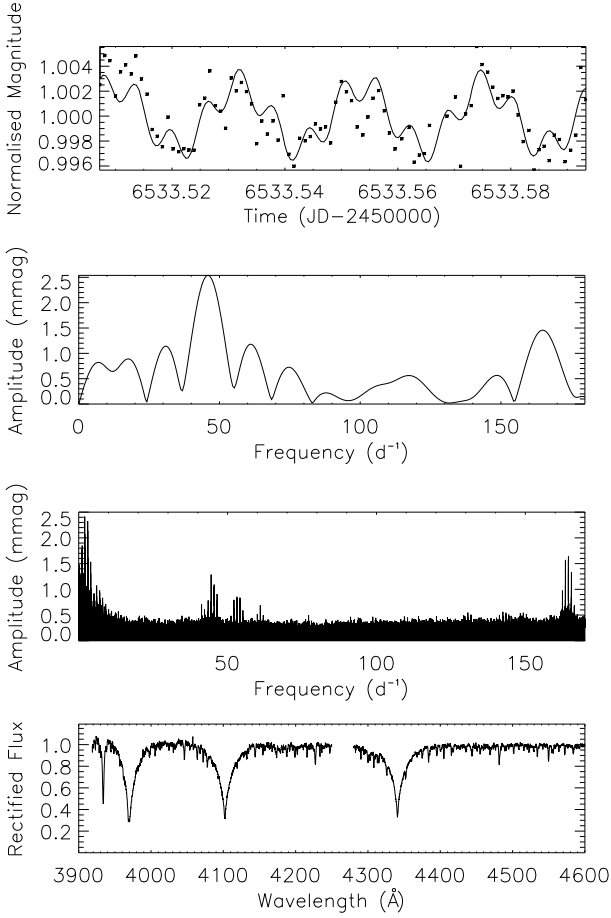 Normalised Magnitude
1.004
1.002
1.000
0.998
0.996
6533.52 6533.54 6533.56 6533.58
Time (JD−2450000)
Amplitude (mmag)
2.5
2.0
1.5
1.0
0.5
0.0
0 50 100 150
Frequency (d⁻¹)
Amplitude (mmag)
2.5
2.0
1.5
1.0
0.5
0.0
50 100 150
Frequency (d⁻¹)
Rectified Flux
1.0
0.8
0.6
0.4
0.2
3900 4000 4100 4200 4300 4400 4500 4600
Wavelength (Å)